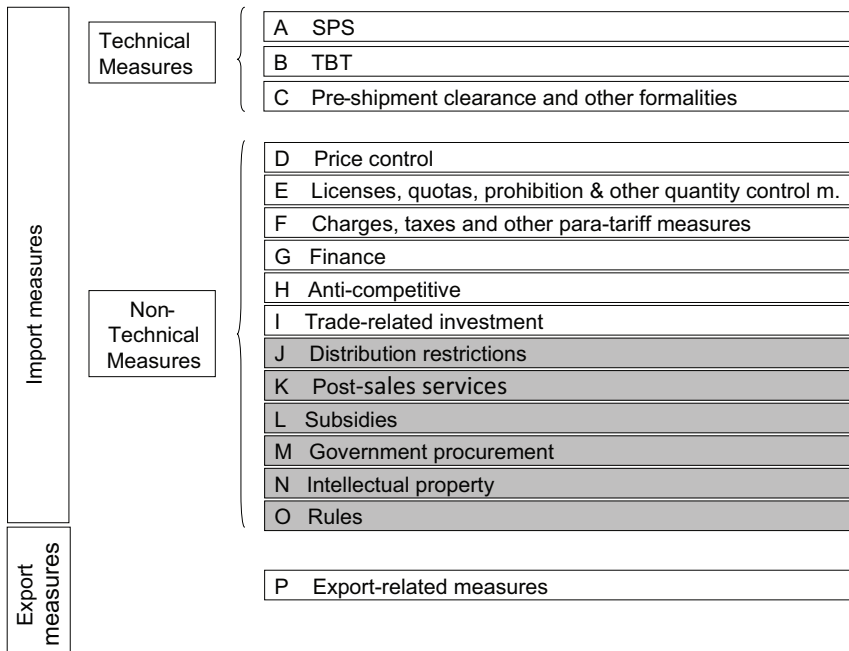 Import measures
Technical
Measures
A SPS
B TBT
C Pre-shipment clearance and other formalities
Non-
Technical
Measures
D Price control
E Licenses, quotas, prohibition & other quantity control m.
F Charges, taxes and other para-tariff measures
G Finance
H Anti-competitive
I Trade-related investment
J Distribution restrictions
K Post-sales services
L Subsidies
M Government procurement
N Intellectual property
O Rules
Export
measures
P Export-related measures